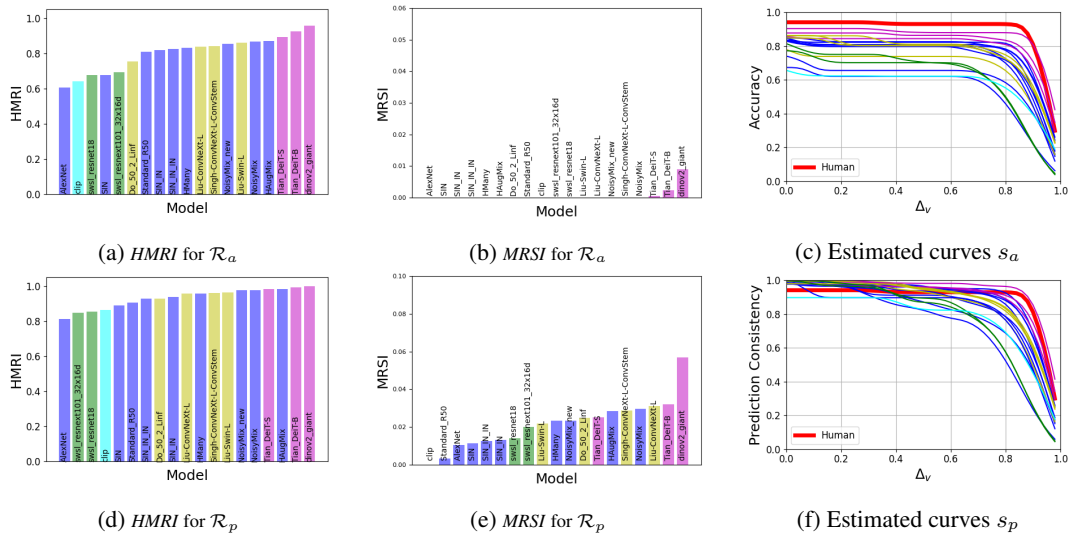 HMRI
1.0
0.8
0.6
0.4
0.2
0.0
AlexNet
clip
swsl_resnet18
SIN
swsl_resnext101_32x16d
Do_50_2_Linf
Standard_R50
SIN_IN
SIN_IN_IN
HMany
Liu-ConvNeXt-L
Singh-ConvNeXt-L-ConvStem
NoisyMix_new
Liu-Swin-L
NoisyMix
HAugMix
Tian_DeiT-S
Tian_DeiT-B
dinov2_giant
Model
(a) HMRI for R_a
MRSI
0.06
0.05
0.04
0.03
0.02
0.01
0.00
AlexNet
SIN
SIN_IN
SIN_IN_IN
HMany
HAugMix
Do_50_2_Linf
Standard_R50
clip
swsl_resnext101_32x16d
swsl_resnet18
Liu-Swin-L
Liu-ConvNeXt-L
NoisyMix_new
Singh-ConvNeXt-L-ConvStem
NoisyMix
Tian_DeiT-S
Tian_DeiT-B
dinov2_giant
Model
(b) MRSI for R_a
Accuracy
1.0
0.8
0.6
0.4
0.2
0.0
Human
0.0 0.2 0.4 0.6 0.8 1.0
Δ_v
(c) Estimated curves s_a
HMRI
1.0
0.8
0.6
0.4
0.2
0.0
AlexNet
swsl_resnext101_32x16d
swsl_resnet18
clip
SIN
Standard_R50
SIN_IN_IN
Do_50_2_Linf
SIN_IN
Liu-ConvNeXt-L
HMany
Singh-ConvNeXt-L-ConvStem
Liu-Swin-L
NoisyMix_new
NoisyMix
Tian_DeiT-S
HAugMix
Tian_DeiT-B
dinov2_giant
Model
(d) HMRI for R_p
MRSI
0.10
0.08
0.06
0.04
0.02
0.00
clip
Standard_R50
AlexNet
SIN
SIN_IN_IN
SIN_IN
swsl_resnet18
swsl_resnext101_32x16d
Liu-Swin-L
HMany
NoisyMix_new
Do_50_2_Linf
Tian_DeiT-S
HAugMix
Singh-ConvNeXt-L-ConvStem
NoisyMix
Liu-ConvNeXt-L
Tian_DeiT-B
dinov2_giant
Model
(e) MRSI for R_p
Prediction Consistency
1.0
0.8
0.6
0.4
0.2
0.0
Human
0.0 0.2 0.4 0.6 0.8 1.0
Δ_v
(f) Estimated curves s_p